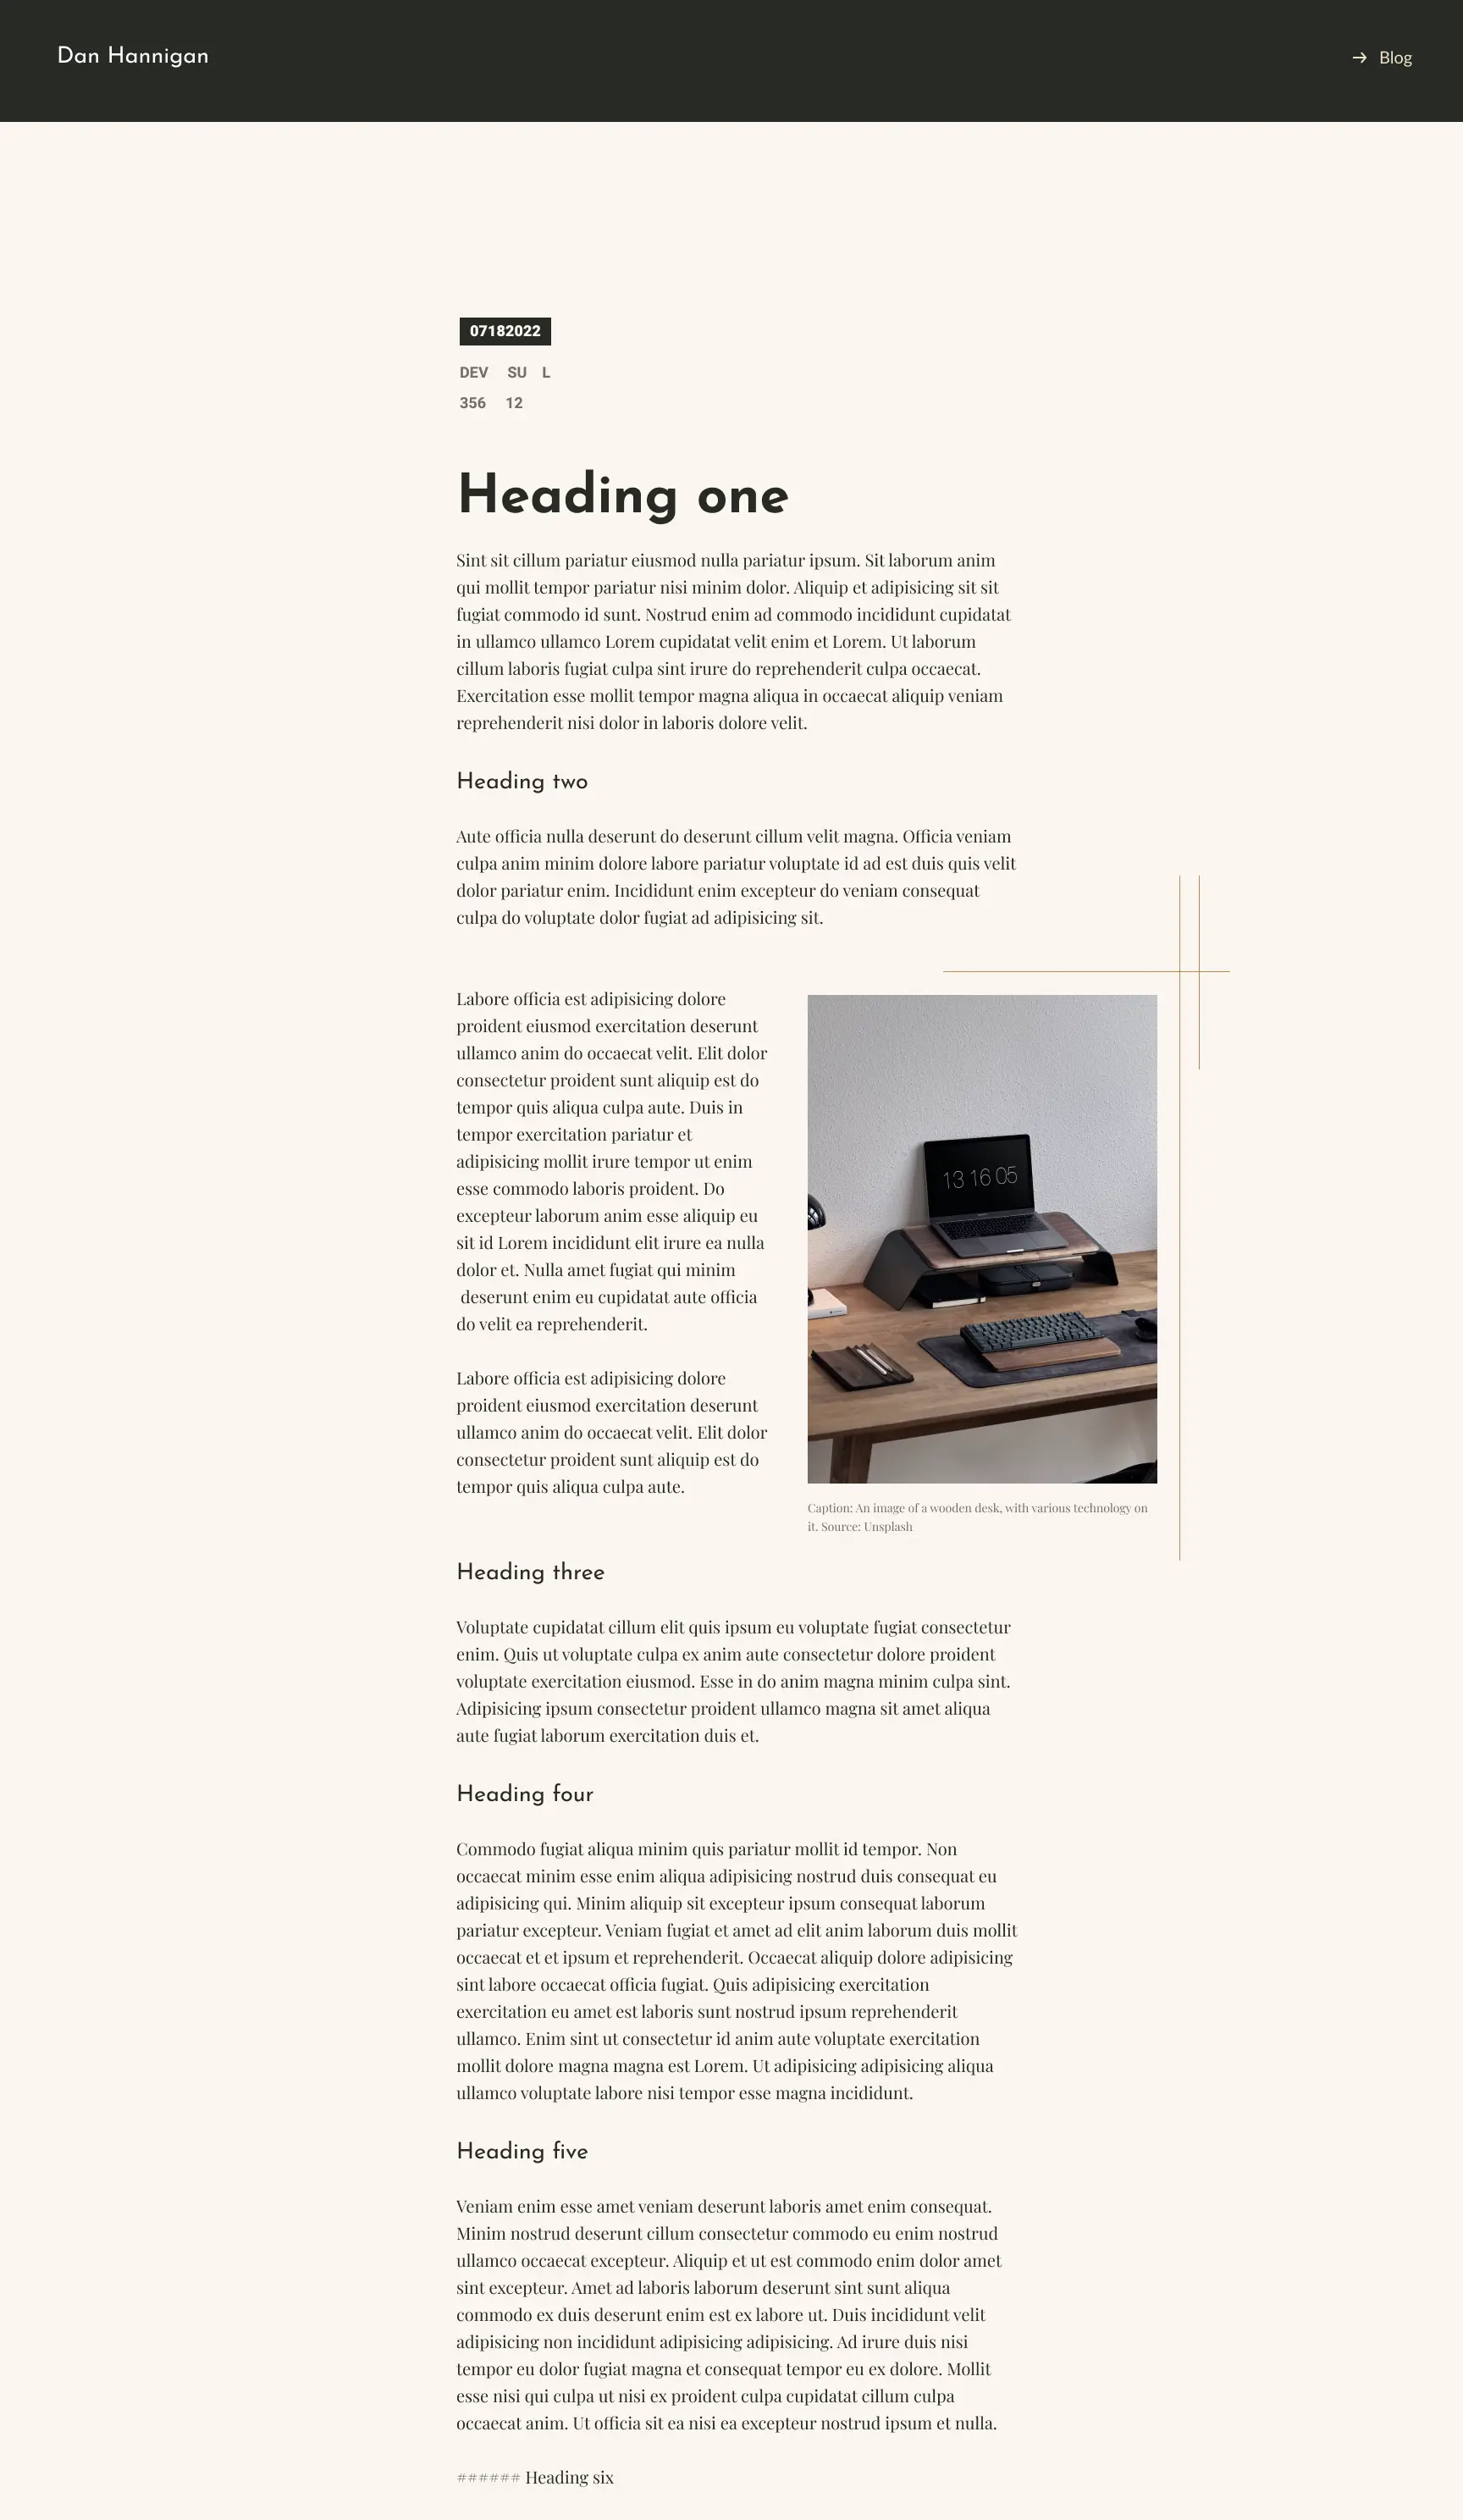 Dan Hannigan
→ Blog
07182022
DEV SU L
356 12
Heading one
Sint sit cillum pariatur eiusmod nulla pariatur ipsum. Sit laborum anim
qui mollit tempor pariatur nisi minim dolor. Aliquip et adipisicing sit sit
fugiat commodo id sunt. Nostrud enim ad commodo incididunt cupidatat
in ullamco ullamco Lorem cupidatat velit enim et Lorem. Ut laborum
cillum laboris fugiat culpa sint irure do reprehenderit culpa occaecat.
Exercitation esse mollit tempor magna aliqua in occaecat aliquip veniam
reprehenderit nisi dolor in laboris dolore velit.
Heading two
Aute officia nulla deserunt do deserunt cillum velit magna. Officia veniam
culpa anim minim dolore labore pariatur voluptate id ad est duis quis velit
dolor pariatur enim. Incididunt enim excepteur do veniam consequat
culpa do voluptate dolor fugiat ad adipisicing sit.
Labore officia est adipisicing dolore
proident eiusmod exercitation deserunt
ullamco anim do occaecat velit. Elit dolor
consectetur proident sunt aliquip est do
tempor quis aliqua culpa aute. Duis in
tempor exercitation pariatur et
adipisicing mollit irure tempor ut enim
esse commodo laboris proident. Do
excepteur laborum anim esse aliquip eu
sit id Lorem incididunt elit irure ea nulla
dolor et. Nulla amet fugiat qui minim
deserunt enim eu cupidatat aute officia
do velit ea reprehenderit.
Labore officia est adipisicing dolore
proident eiusmod exercitation deserunt
ullamco anim do occaecat velit. Elit dolor
consectetur proident sunt aliquip est do
tempor quis aliqua culpa aute.
13 16 05
Caption: An image of a wooden desk, with various technology on
it. Source: Unsplash
Heading three
Voluptate cupidatat cillum elit quis ipsum eu voluptate fugiat consectetur
enim. Quis ut voluptate culpa ex anim aute consectetur dolore proident
voluptate exercitation eiusmod. Esse in do anim magna minim culpa sint.
Adipisicing ipsum consectetur proident ullamco magna sit amet aliqua
aute fugiat laborum exercitation duis et.
Heading four
Commodo fugiat aliqua minim quis pariatur mollit id tempor. Non
occaecat minim esse enim aliqua adipisicing nostrud duis consequat eu
adipisicing qui. Minim aliquip sit excepteur ipsum consequat laborum
pariatur excepteur. Veniam fugiat et amet ad elit anim laborum duis mollit
occaecat et et ipsum et reprehenderit. Occaecat aliquip dolore adipisicing
sint labore occaecat officia fugiat. Quis adipisicing exercitation
exercitation eu amet est laboris sunt nostrud ipsum reprehenderit
ullamco. Enim sint ut consectetur id anim aute voluptate exercitation
mollit dolore magna magna est Lorem. Ut adipisicing adipisicing aliqua
ullamco voluptate labore nisi tempor esse magna incididunt.
Heading five
Veniam enim esse amet veniam deserunt laboris amet enim consequat.
Minim nostrud deserunt cillum consectetur commodo eu enim nostrud
ullamco occaecat excepteur. Aliquip et ut est commodo enim dolor amet
sint excepteur. Amet ad laboris laborum deserunt sint sunt aliqua
commodo ex duis deserunt enim est ex labore ut. Duis incididunt velit
adipisicing non incididunt adipisicing adipisicing. Ad irure duis nisi
tempor eu dolor fugiat magna et consequat tempor eu ex dolore. Mollit
esse nisi qui culpa ut nisi ex proident culpa cupidatat cillum culpa
occaecat anim. Ut officia sit ea nisi ea excepteur nostrud ipsum et nulla.
###### Heading six